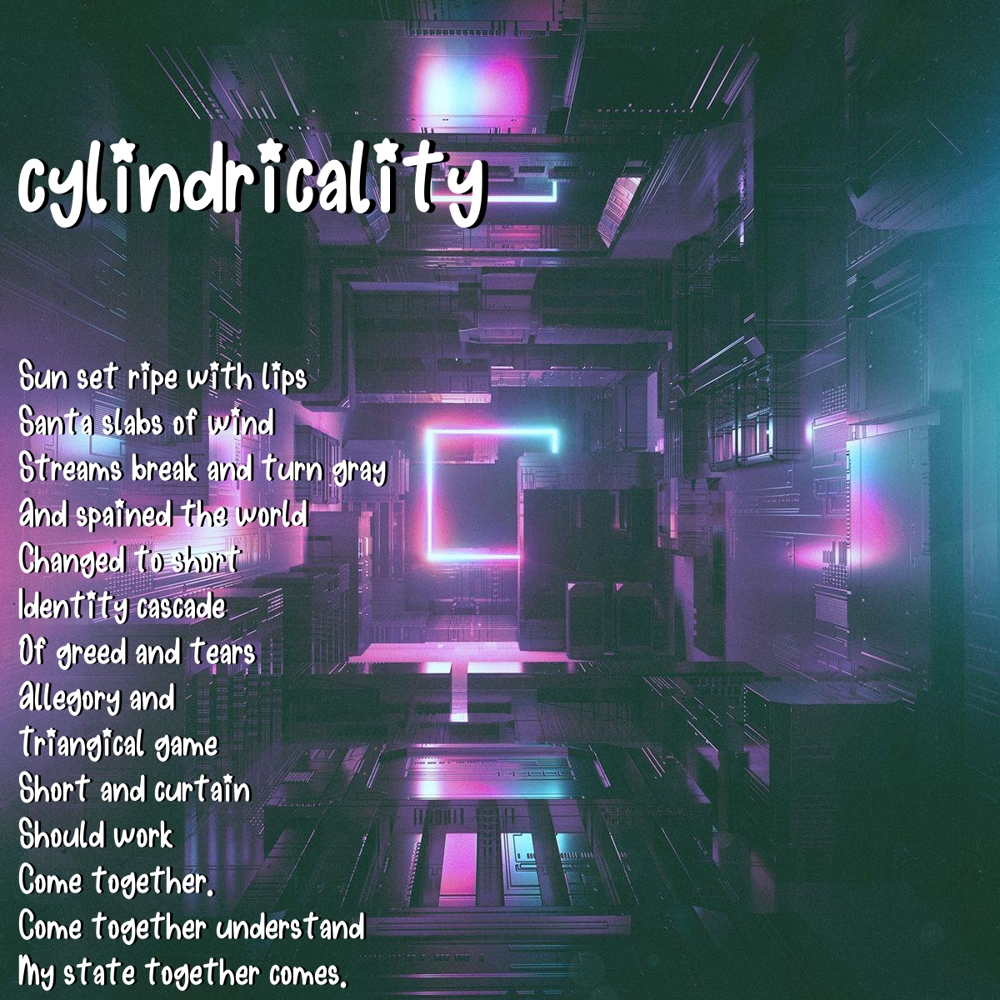 cylindricality
Sun set ripe with lips
Santa slabs of wind
Streams break and turn gray
And spained the world
Changed to short
Identity cascade
Of greed and tears
Allegory and
Triangical game
Short and curtain
Should work
Come together.
Come together understand
My state together comes.